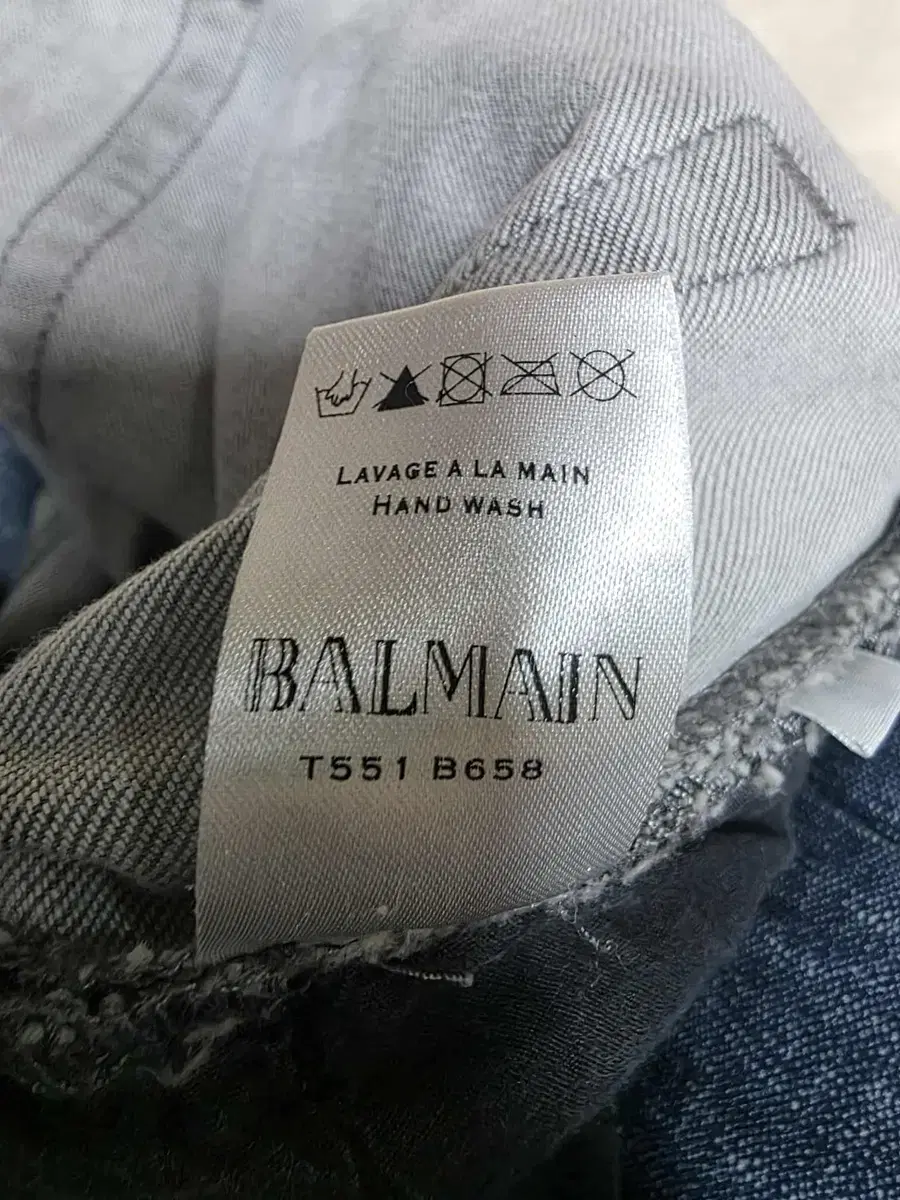 LAVAGE A LA MAIN
HAND WASH
BALMAIN
T551 B658